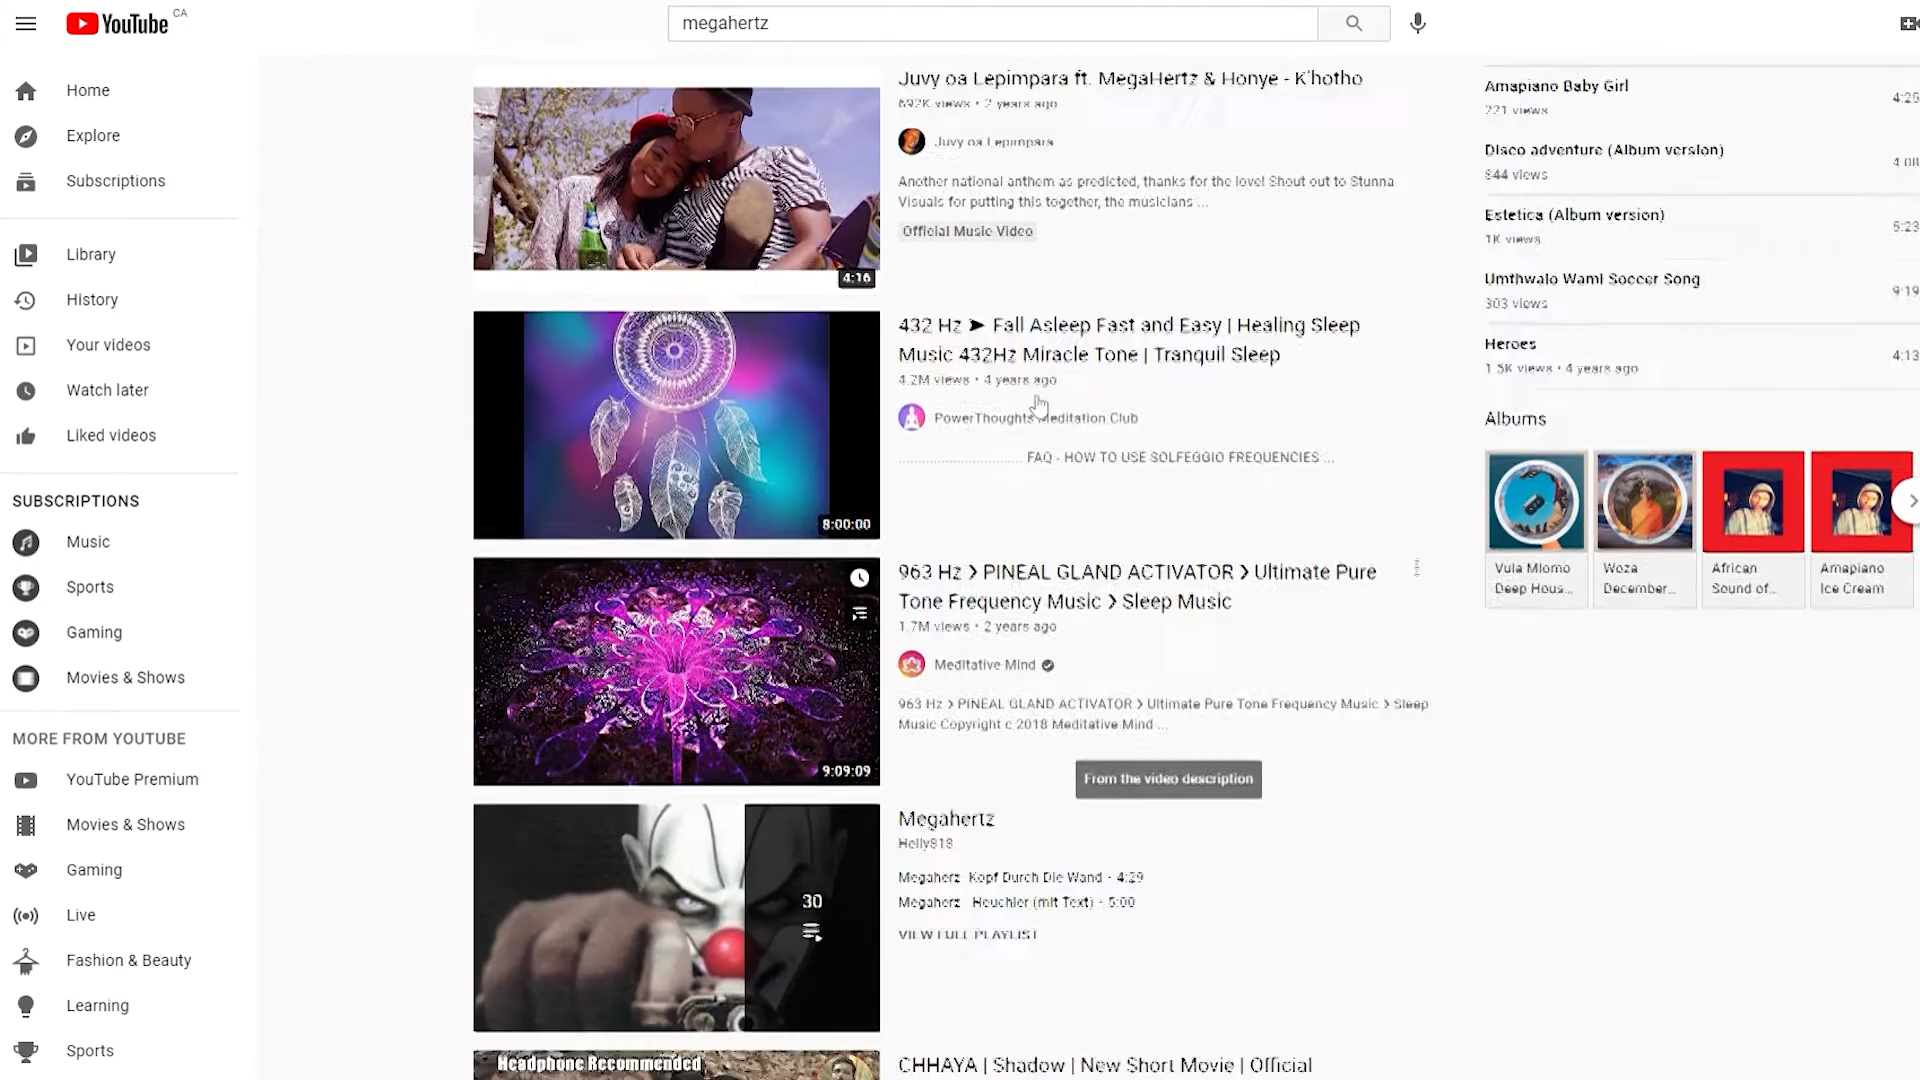 YouTube CA
megahertz
Home
Explore
Subscriptions
Library
History
Your videos
Watch later
Liked videos
SUBSCRIPTIONS
Music
Sports
Gaming
Movies & Shows
MORE FROM YOUTUBE
YouTube Premium
Movies & Shows
Gaming
Live
Fashion & Beauty
Learning
Sports
4:16
Juvy oa Lepimpara ft. MegaHertz & Honye - K'hotho
692K views • 2 years ago
Juvy oa Lepimpara
Another national anthem as predicted, thanks for the love! Shout out to Stunna
Visuals for putting this together, the musicians ...
Official Music Video
8:00:00
432 Hz ➤ Fall Asleep Fast and Easy | Healing Sleep
Music 432Hz Miracle Tone | Tranquil Sleep
4.2M views • 4 years ago
PowerThoughts Meditation Club
FAQ - HOW TO USE SOLFEGGIO FREQUENCIES ...
9:09:09
963 Hz ❯ PINEAL GLAND ACTIVATOR ❯ Ultimate Pure
Tone Frequency Music ❯ Sleep Music
1.7M views • 2 years ago
Meditative Mind
963 Hz ❯ PINEAL GLAND ACTIVATOR ❯ Ultimate Pure Tone Frequency Music ❯ Sleep
Music Copyright c 2018 Meditative Mind ...
From the video description
30
Megahertz
Helly818
Megaherz Kopf Durch Die Wand - 4:29
Megaherz Heuchler (mit Text) - 5:00
VIEW FULL PLAYLIST
Headphone Recommended
CHHAYA | Shadow | New Short Movie | Official
Amapiano Baby Girl
221 views
4:25
Disco adventure (Album version)
844 views
Estetica (Album version)
1K views
5:23
Umthwalo Wami Soccer Song
303 views
9:19
Heroes
1.5K views • 4 years ago
4:13
Albums
Vula Mlomo
Deep Hous...
Woza
December...
African
Sound of...
Amapiano
Ice Cream